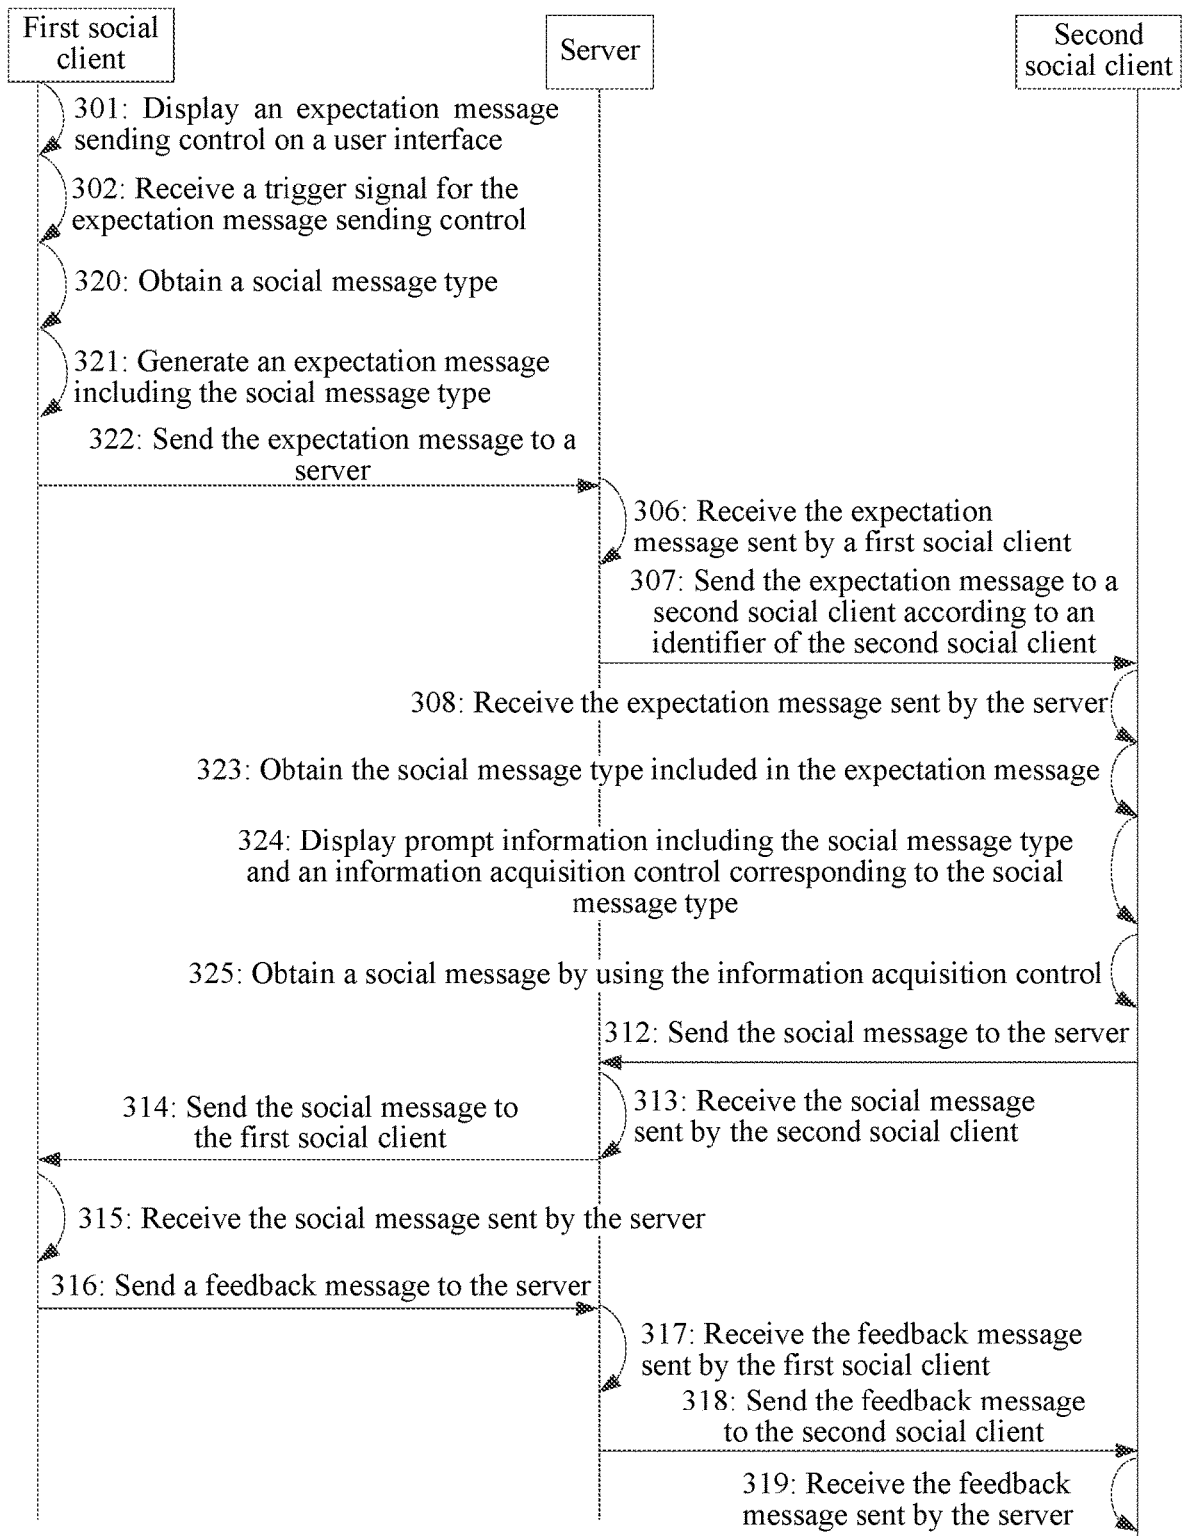 First social
client
Server
Second
social client
301: Display an expectation message
sending control on a user interface
302: Receive a trigger signal for the
expectation message sending control
320: Obtain a social message type
321: Generate an expectation message
including the social message type
322: Send the expectation message to a
server
306: Receive the expectation
message sent by a first social client
307: Send the expectation message to a
second social client according to an
identifier of the second social client
308: Receive the expectation message sent by the server
323: Obtain the social message type included in the expectation message
324: Display prompt information including the social message type
and an information acquisition control corresponding to the social
message type
325: Obtain a social message by using the information acquisition control
312: Send the social message to the server
313: Receive the social message
sent by the second social client
314: Send the social message to
the first social client
315: Receive the social message sent by the server
316: Send a feedback message to the server
317: Receive the feedback message
sent by the first social client
318: Send the feedback message
to the second social client
319: Receive the feedback
message sent by the server